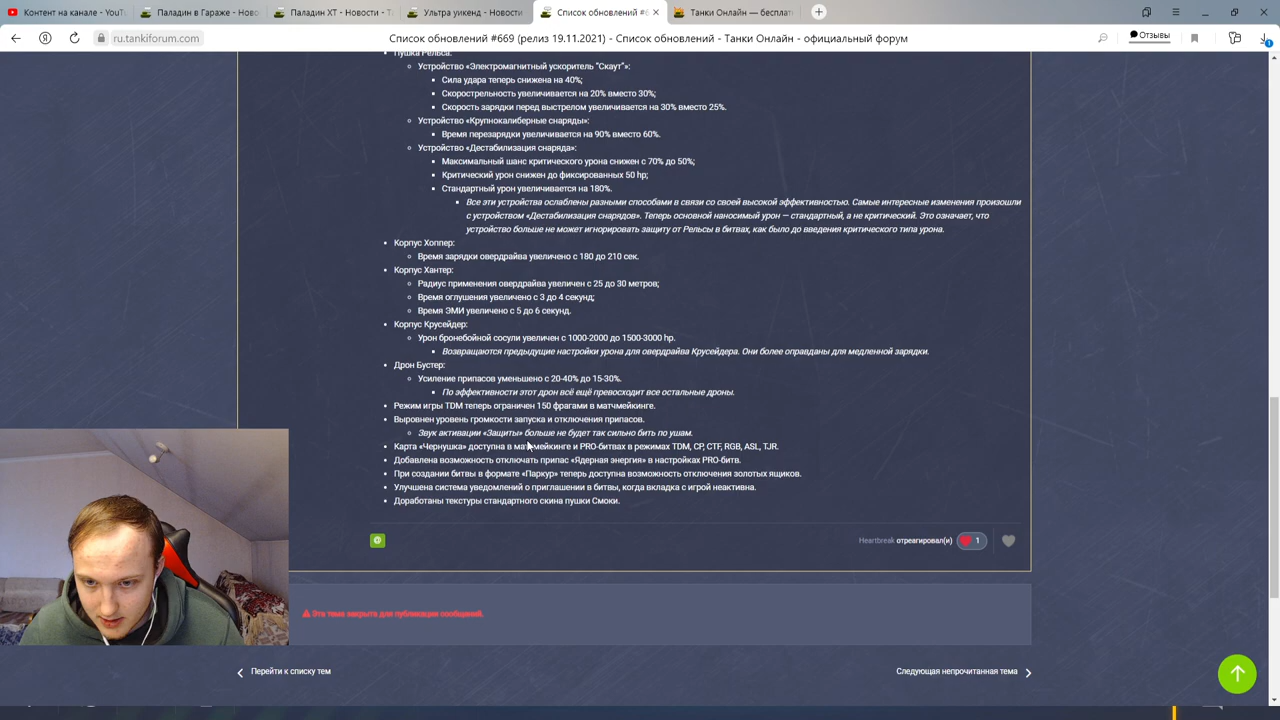 Контент на канале - YouTu
Паладин в Гараже - Ново
Паладин XT - Новости - Т
Ультра уикенд - Новости
Список обновлений #6
Танки Онлайн — бесплат
ru.tankiforum.com
Список обновлений #669 (релиз 19.11.2021) - Список обновлений - Танки Онлайн - официальный форум
Отзывы
Пушка Рельса:
Устройство «Электромагнитный ускоритель "Скаут"»:
Сила удара теперь снижена на 40%;
Скорострельность увеличивается на 20% вместо 30%;
Скорость зарядки перед выстрелом увеличивается на 30% вместо 25%.
Устройство «Крупнокалиберные снаряды»:
Время перезарядки увеличивается на 90% вместо 60%.
Устройство «Дестабилизация снаряда»:
Максимальный шанс критического урона снижен с 70% до 50%;
Критический урон снижен до фиксированных 50 hp;
Стандартный урон увеличивается на 180%.
Все эти устройства ослаблены разными способами в связи со своей высокой эффективностью. Самые интересные изменения произошли
с устройством «Дестабилизация снарядов». Теперь основной наносимый урон — стандартный, а не критический. Это означает, что
устройство больше не может игнорировать защиту от Рельсы в битвах, как было до введения критического типа урона.
Корпус Хоппер:
Время зарядки овердрайва увеличено с 180 до 210 сек.
Корпус Хантер:
Радиус применения овердрайва увеличен с 25 до 30 метров;
Время оглушения увеличено с 3 до 4 секунд;
Время ЭМИ увеличено с 5 до 6 секунд.
Корпус Крусейдер:
Урон бронебойной сосули увеличен с 1000-2000 до 1500-3000 hp.
Возвращаются предыдущие настройки урона для овердрайва Крусейдера. Они более оправданы для медленной зарядки.
Дрон Бустер:
Усиление припасов уменьшено с 20-40% до 15-30%.
По эффективности этот дрон всё ещё превосходит все остальные дроны.
Режим игры TDM теперь ограничен 150 фрагами в матчмейкинге.
Выровнен уровень громкости запуска и отключения припасов.
Звук активации «Защиты» больше не будет так сильно бить по ушам.
Карта «Чернушка» доступна в матчмейкинге и PRO-битвах в режимах TDM, CP, CTF, RGB, ASL, TJR.
Добавлена возможность отключать припас «Ядерная энергия» в настройках PRO-битв.
При создании битвы в формате «Паркур» теперь доступна возможность отключения золотых ящиков.
Улучшена система уведомлений о приглашении в битвы, когда вкладка с игрой неактивна.
Доработаны текстуры стандартного скина пушки Смоки.
Heartbreak отреагировал(и) 1
Эта тема закрыта для публикации сообщений.
Перейти к списку тем
Следующая непрочитанная тема